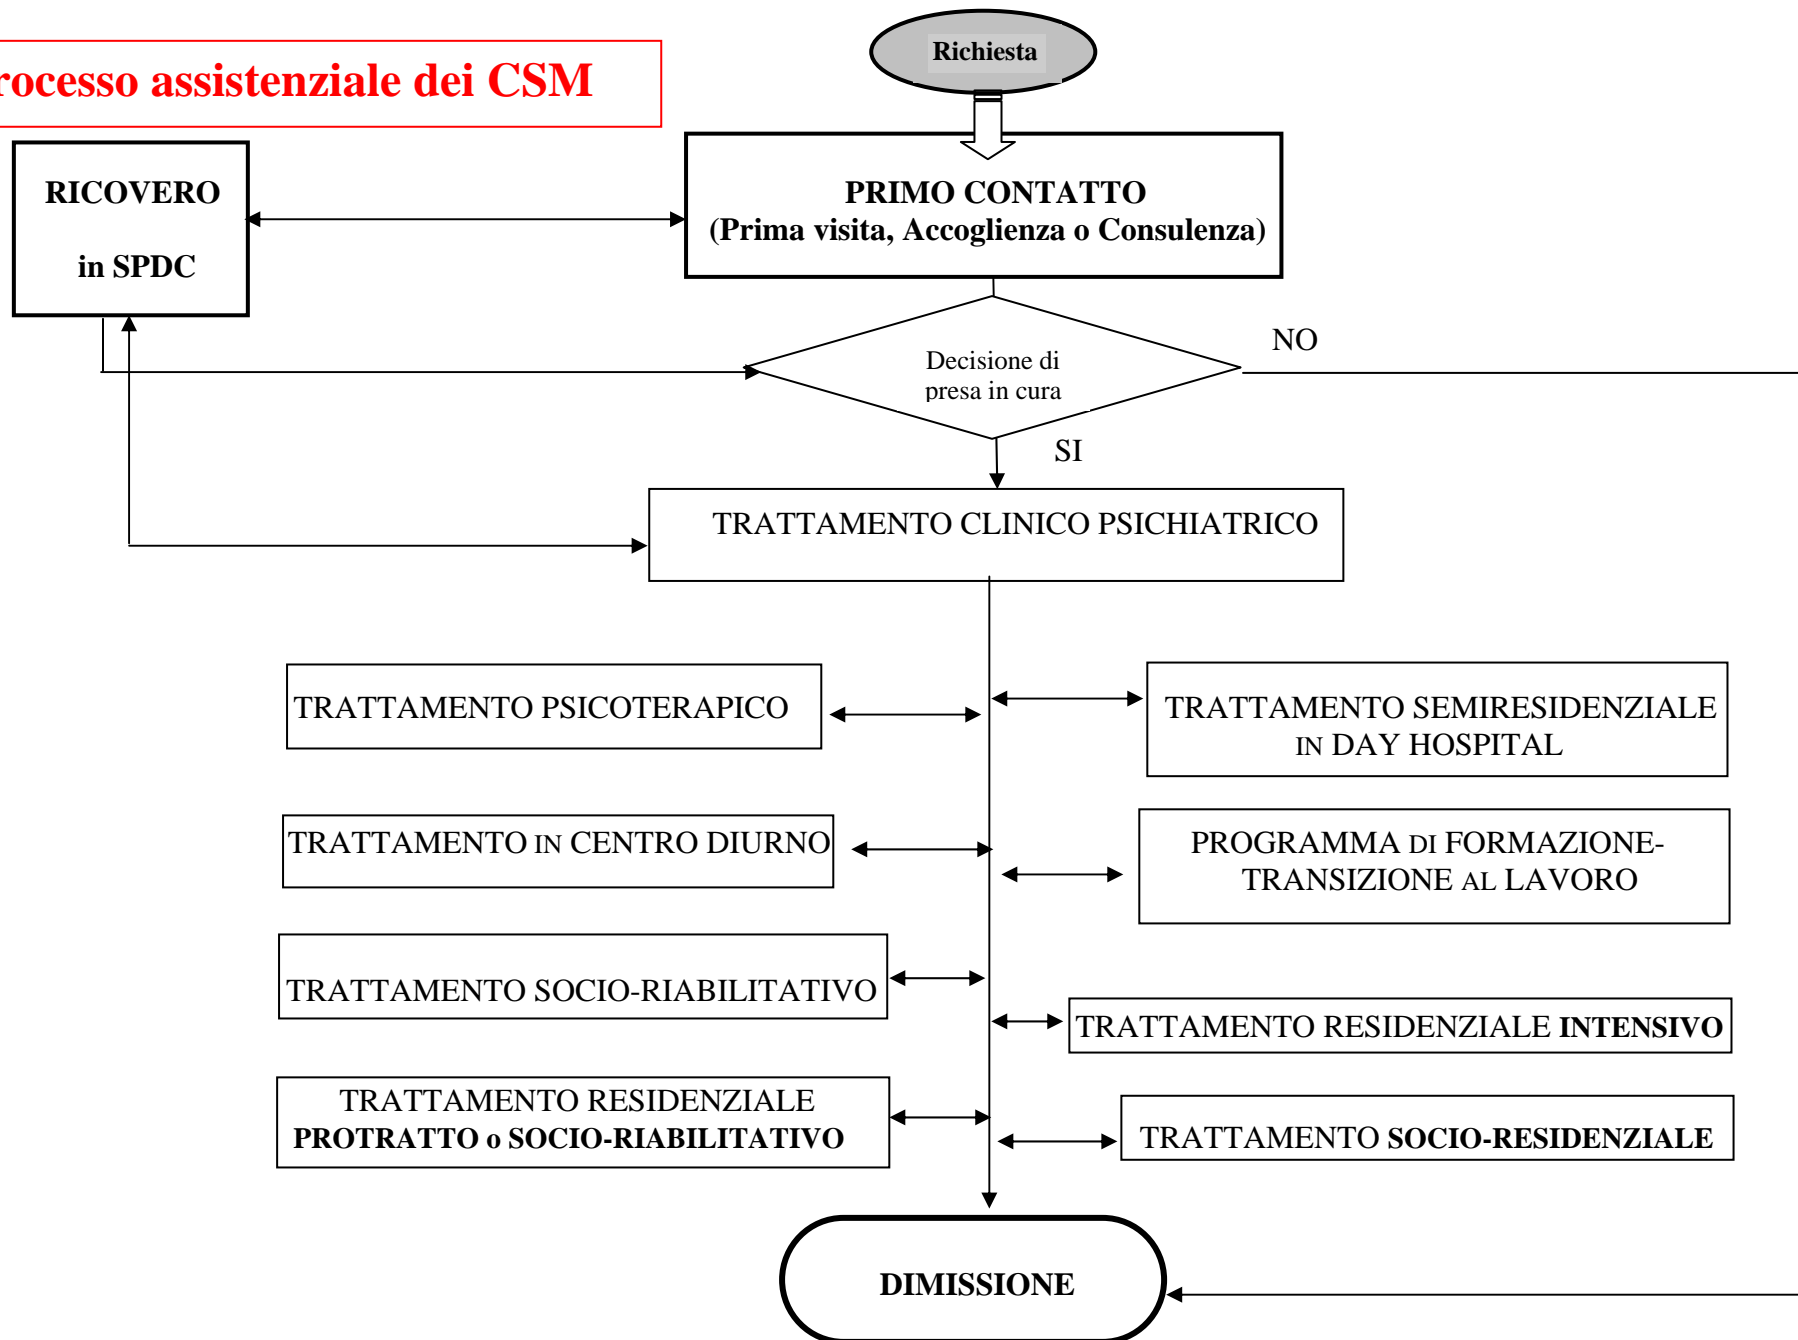 Richiesta
rocesso assistenziale dei CSM
RICOVERO
in SPDC
PRIMO CONTATTO
(Prima visita, Accoglienza o Consulenza)
NO
Decisione di
presa in cura
SI
TRATTAMENTO CLINICO PSICHIATRICO
TRATTAMENTO PSICOTERAPICO
TRATTAMENTO SEMIRESIDENZIALE
IN DAY HOSPITAL
TRATTAMENTO IN CENTRO DIURNO
PROGRAMMA DI FORMAZIONE-
TRANSIZIONE AL LAVORO
TRATTAMENTO SOCIO-RIABILITATIVO
TRATTAMENTO RESIDENZIALE INTENSIVO
TRATTAMENTO RESIDENZIALE
PROTRATTO o SOCIO-RIABILITATIVO
TRATTAMENTO SOCIO-RESIDENZIALE
DIMISSIONE